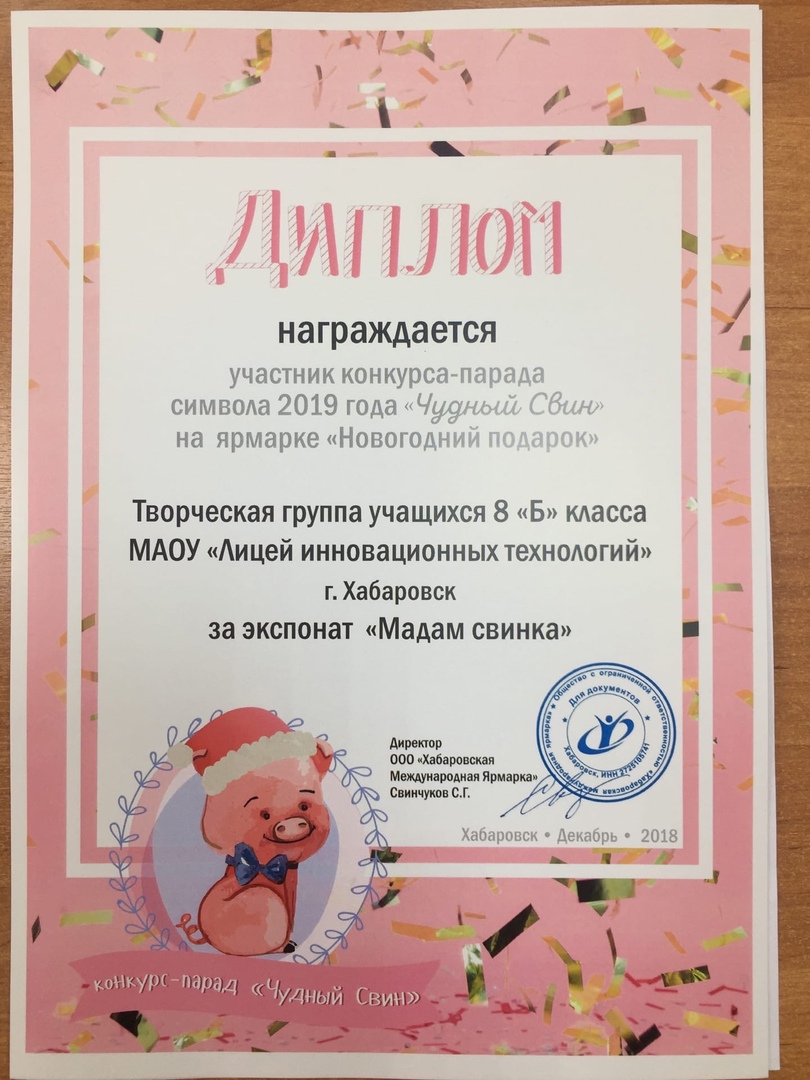 Диплом
награждается
участник конкурса-парада
символа 2019 года «Чудный Свин»
на ярмарке «Новогодний подарок»
Творческая группа учащихся 8 «Б» класса
МАОУ «Лицей инновационных технологий»
г. Хабаровск
за экспонат «Мадам свинка»
Директор
ООО «Хабаровская
Международная Ярмарка»
Свинчуков С.Г.
Общество с ограниченной ответственностью «Хабаровская международная ярмарка»
Для документов
Хабаровск, ИНН 2725105741
Хабаровск • Декабрь • 2018
конкурс-парад «Чудный Свин»